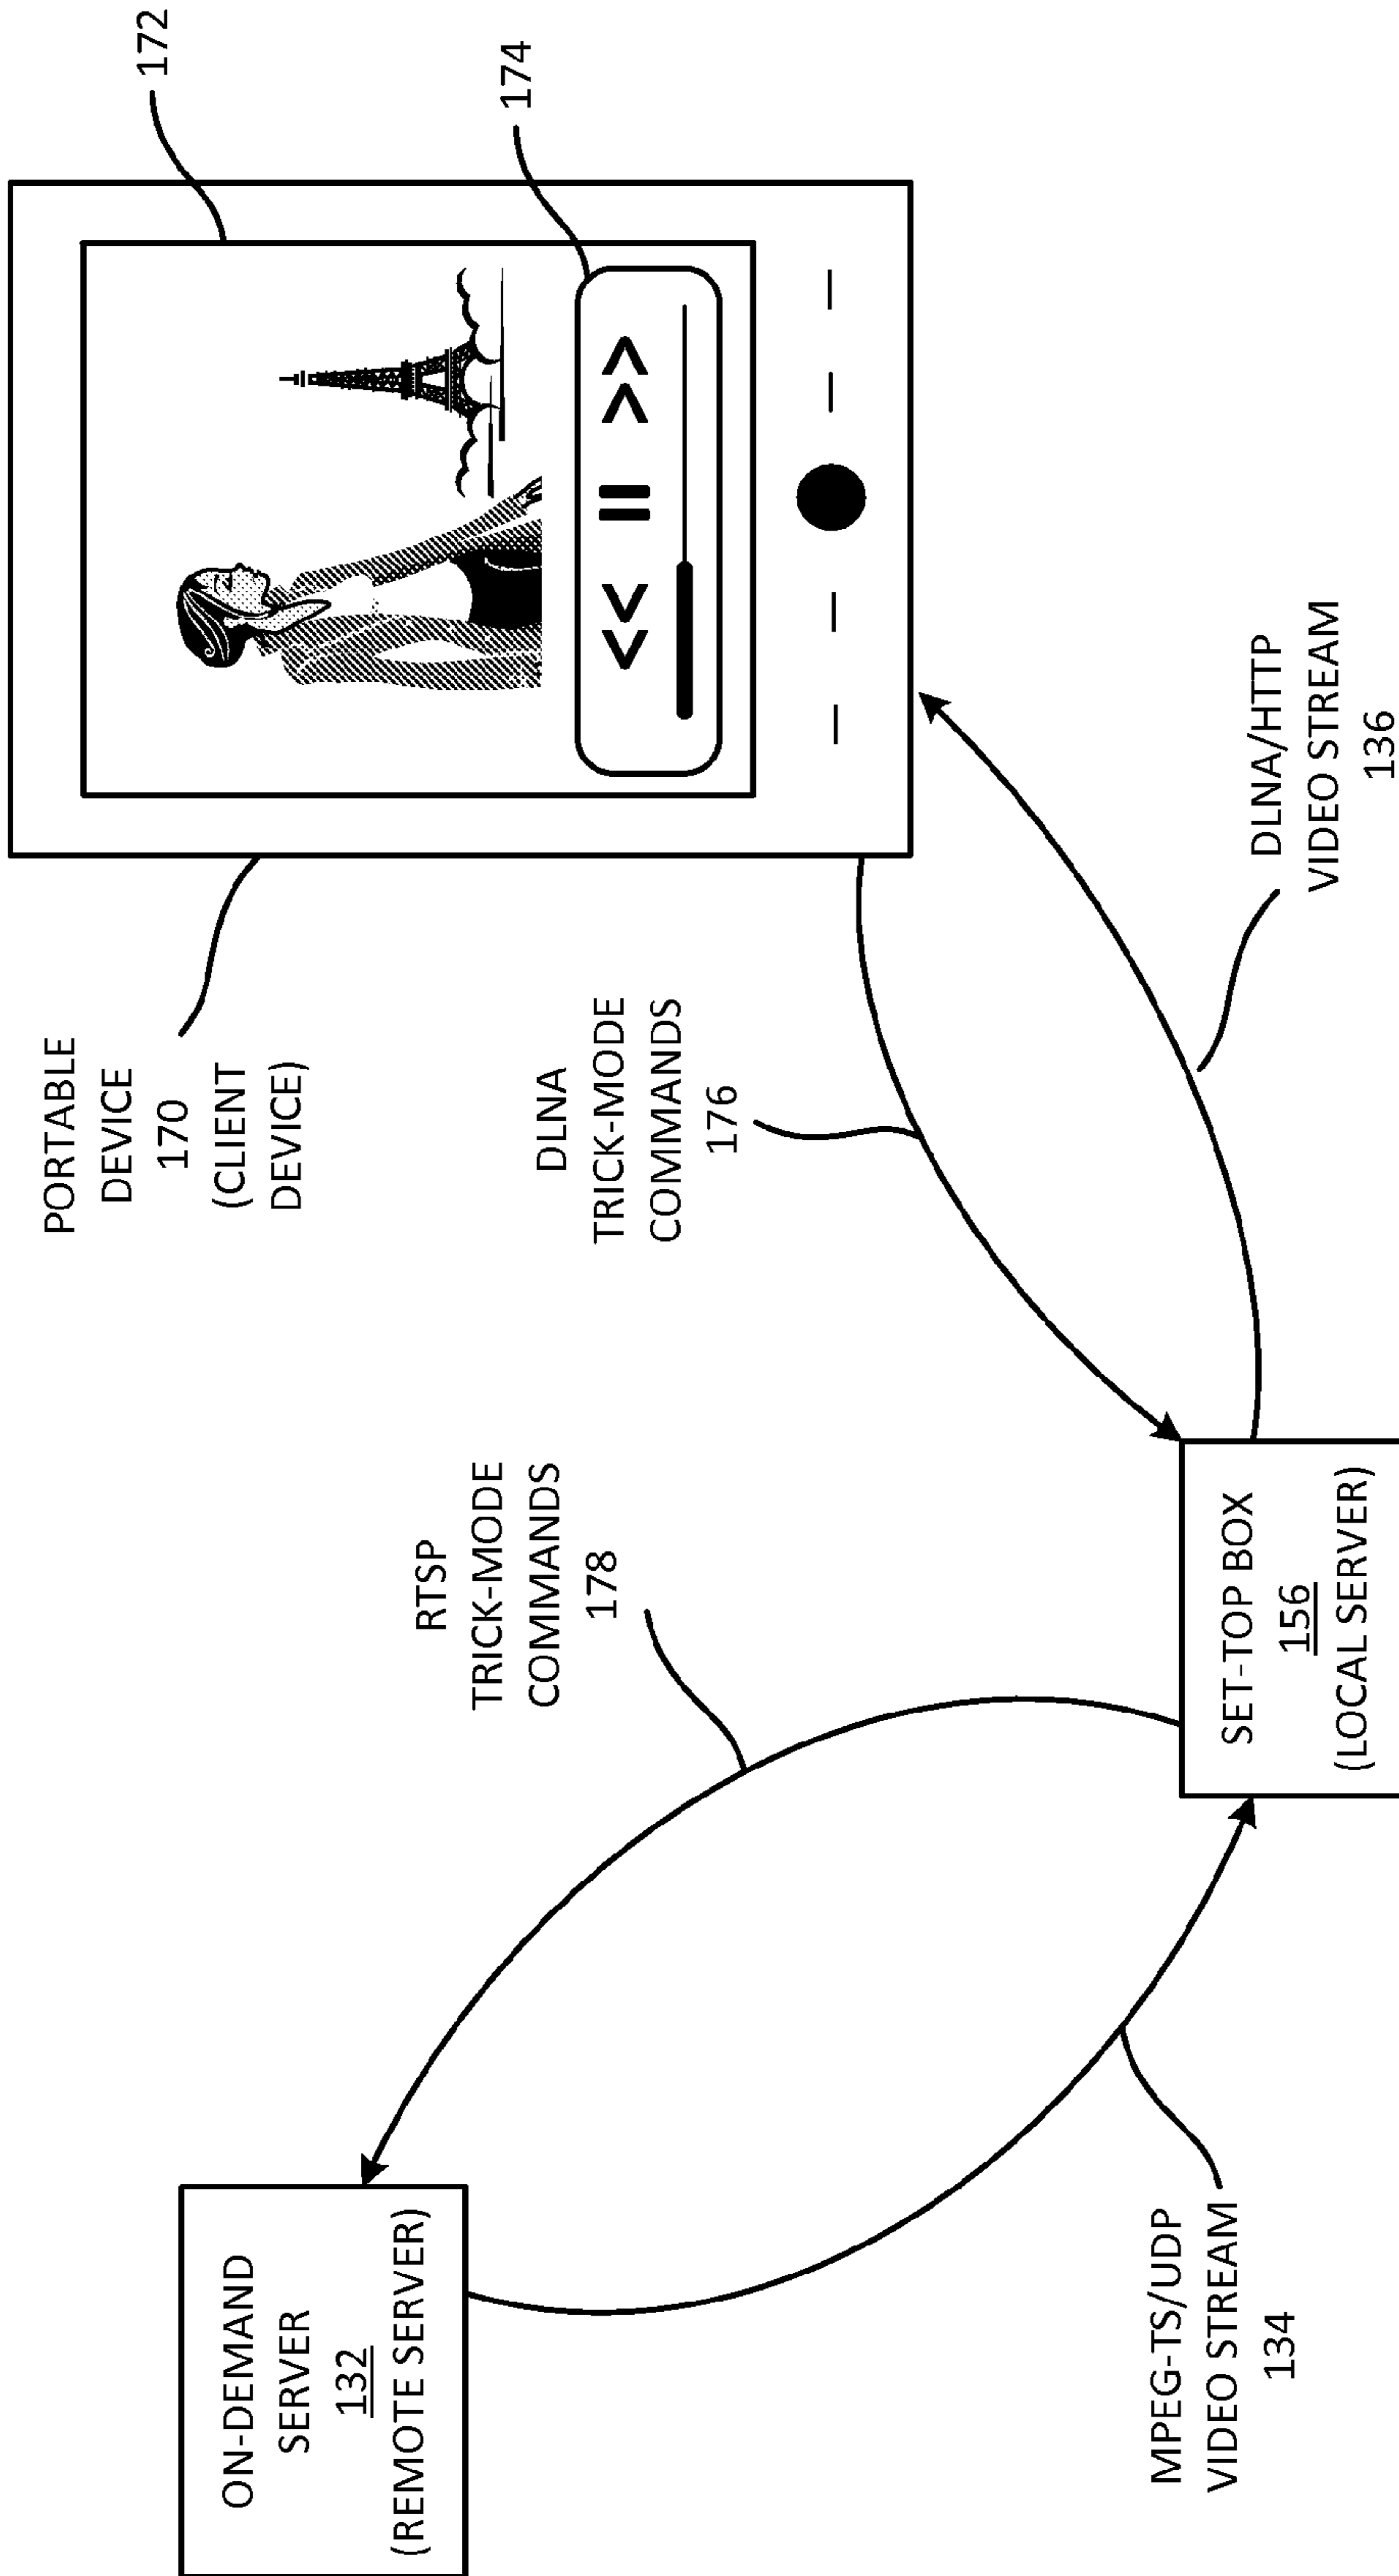 ON-DEMAND
SERVER
132
(REMOTE SERVER)
RTSP
TRICK-MODE
COMMANDS
178
MPEG-TS/UDP
VIDEO STREAM
134
SET-TOP BOX
156
(LOCAL SERVER)
PORTABLE
DEVICE
170
(CLIENT
DEVICE)
DLNA
TRICK-MODE
COMMANDS
176
DLNA/HTTP
VIDEO STREAM
136
172
174